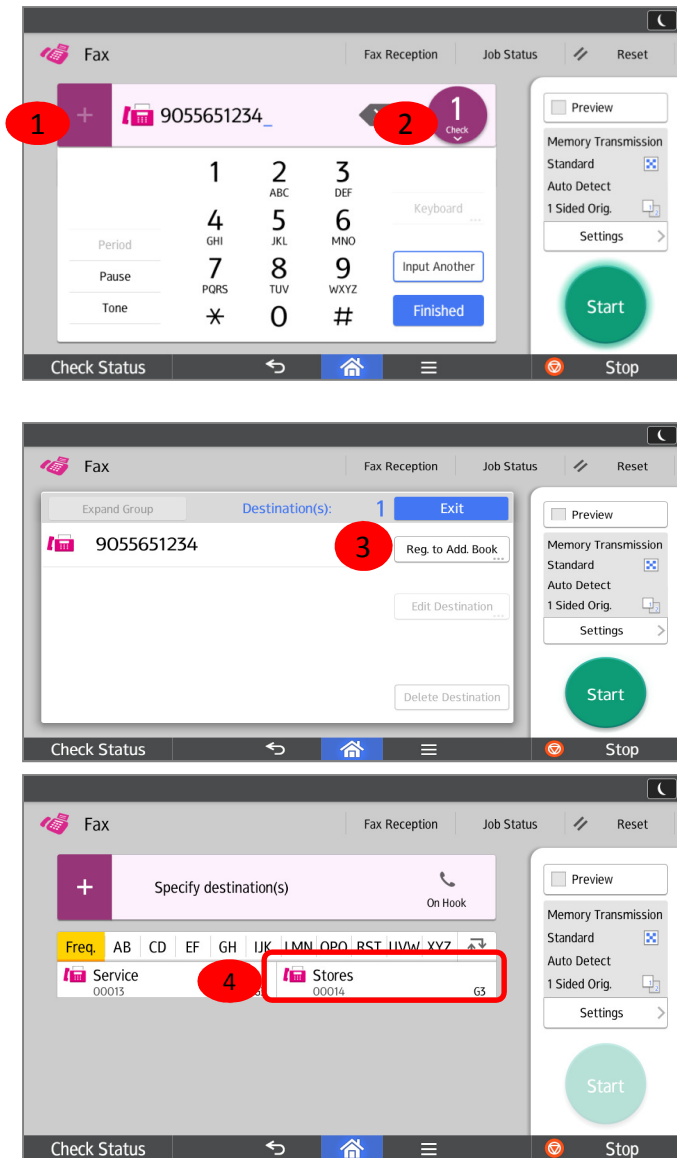 Fax
Fax Reception
Job Status
Reset
1
9055651234_
2
1
Check
1
2
ABC
3
DEF
4
GHI
5
JKL
6
MNO
7
PQRS
8
TUV
9
WXYZ
*
0
#
Period
Pause
Tone
Keyboard
Input Another
Finished
Preview
Memory Transmission
Standard
Auto Detect
1 Sided Orig.
Settings
Start
Check Status
Stop
Fax
Fax Reception
Job Status
Reset
Expand Group
Destination(s):
1
Exit
9055651234
3
Reg. to Add. Book
Edit Destination
Delete Destination
Preview
Memory Transmission
Standard
Auto Detect
1 Sided Orig.
Settings
Start
Check Status
Stop
Fax
Fax Reception
Job Status
Reset
+
Specify destination(s)
On Hook
Freq. AB CD EF GH IJK LMN OPQ RST UVW XYZ
Service
00013
4
Stores
00014
G3
Preview
Memory Transmission
Standard
Auto Detect
1 Sided Orig.
Settings
Start
Check Status
Stop